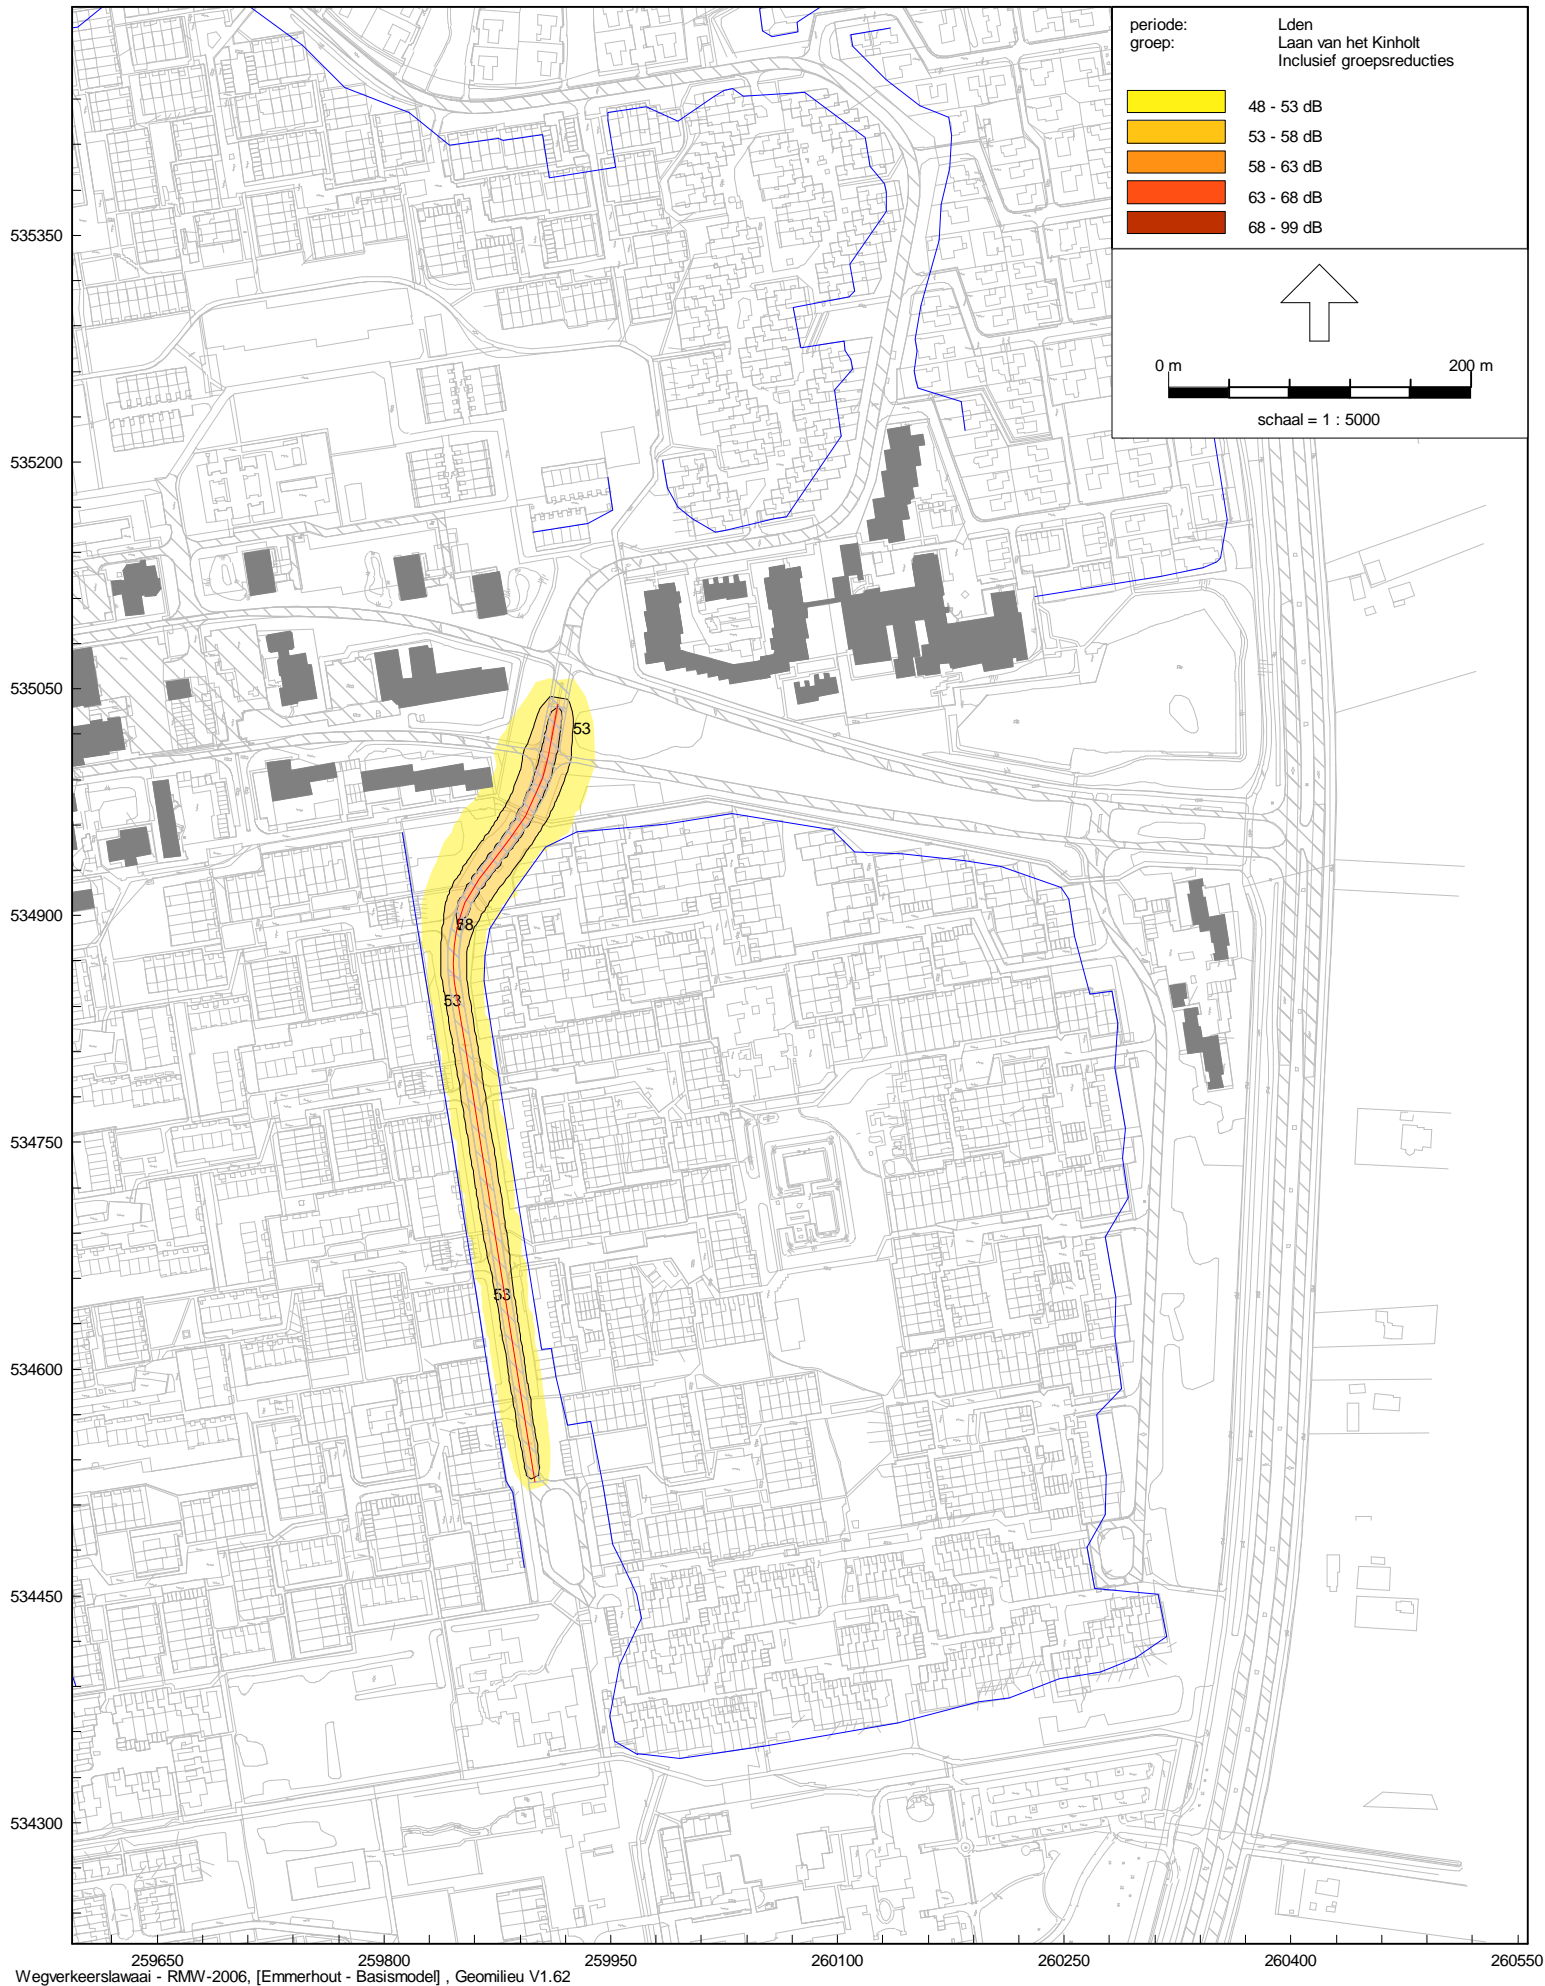 periode: Lden
groep: Laan van het Kinholt
Inclusief groepsreducties
48 - 53 dB
53 - 58 dB
58 - 63 dB
63 - 68 dB
68 - 99 dB
0 m 200 m
schaal = 1 : 5000
535350
535200
535050
534900
534750
534600
534450
534300
53
58
53
53
259650 259800 259950 260100 260250 260400 260550
Wegverkeerslawaai - RMW-2006, [Emmerhout - Basismodel] , Geomilieu V1.62